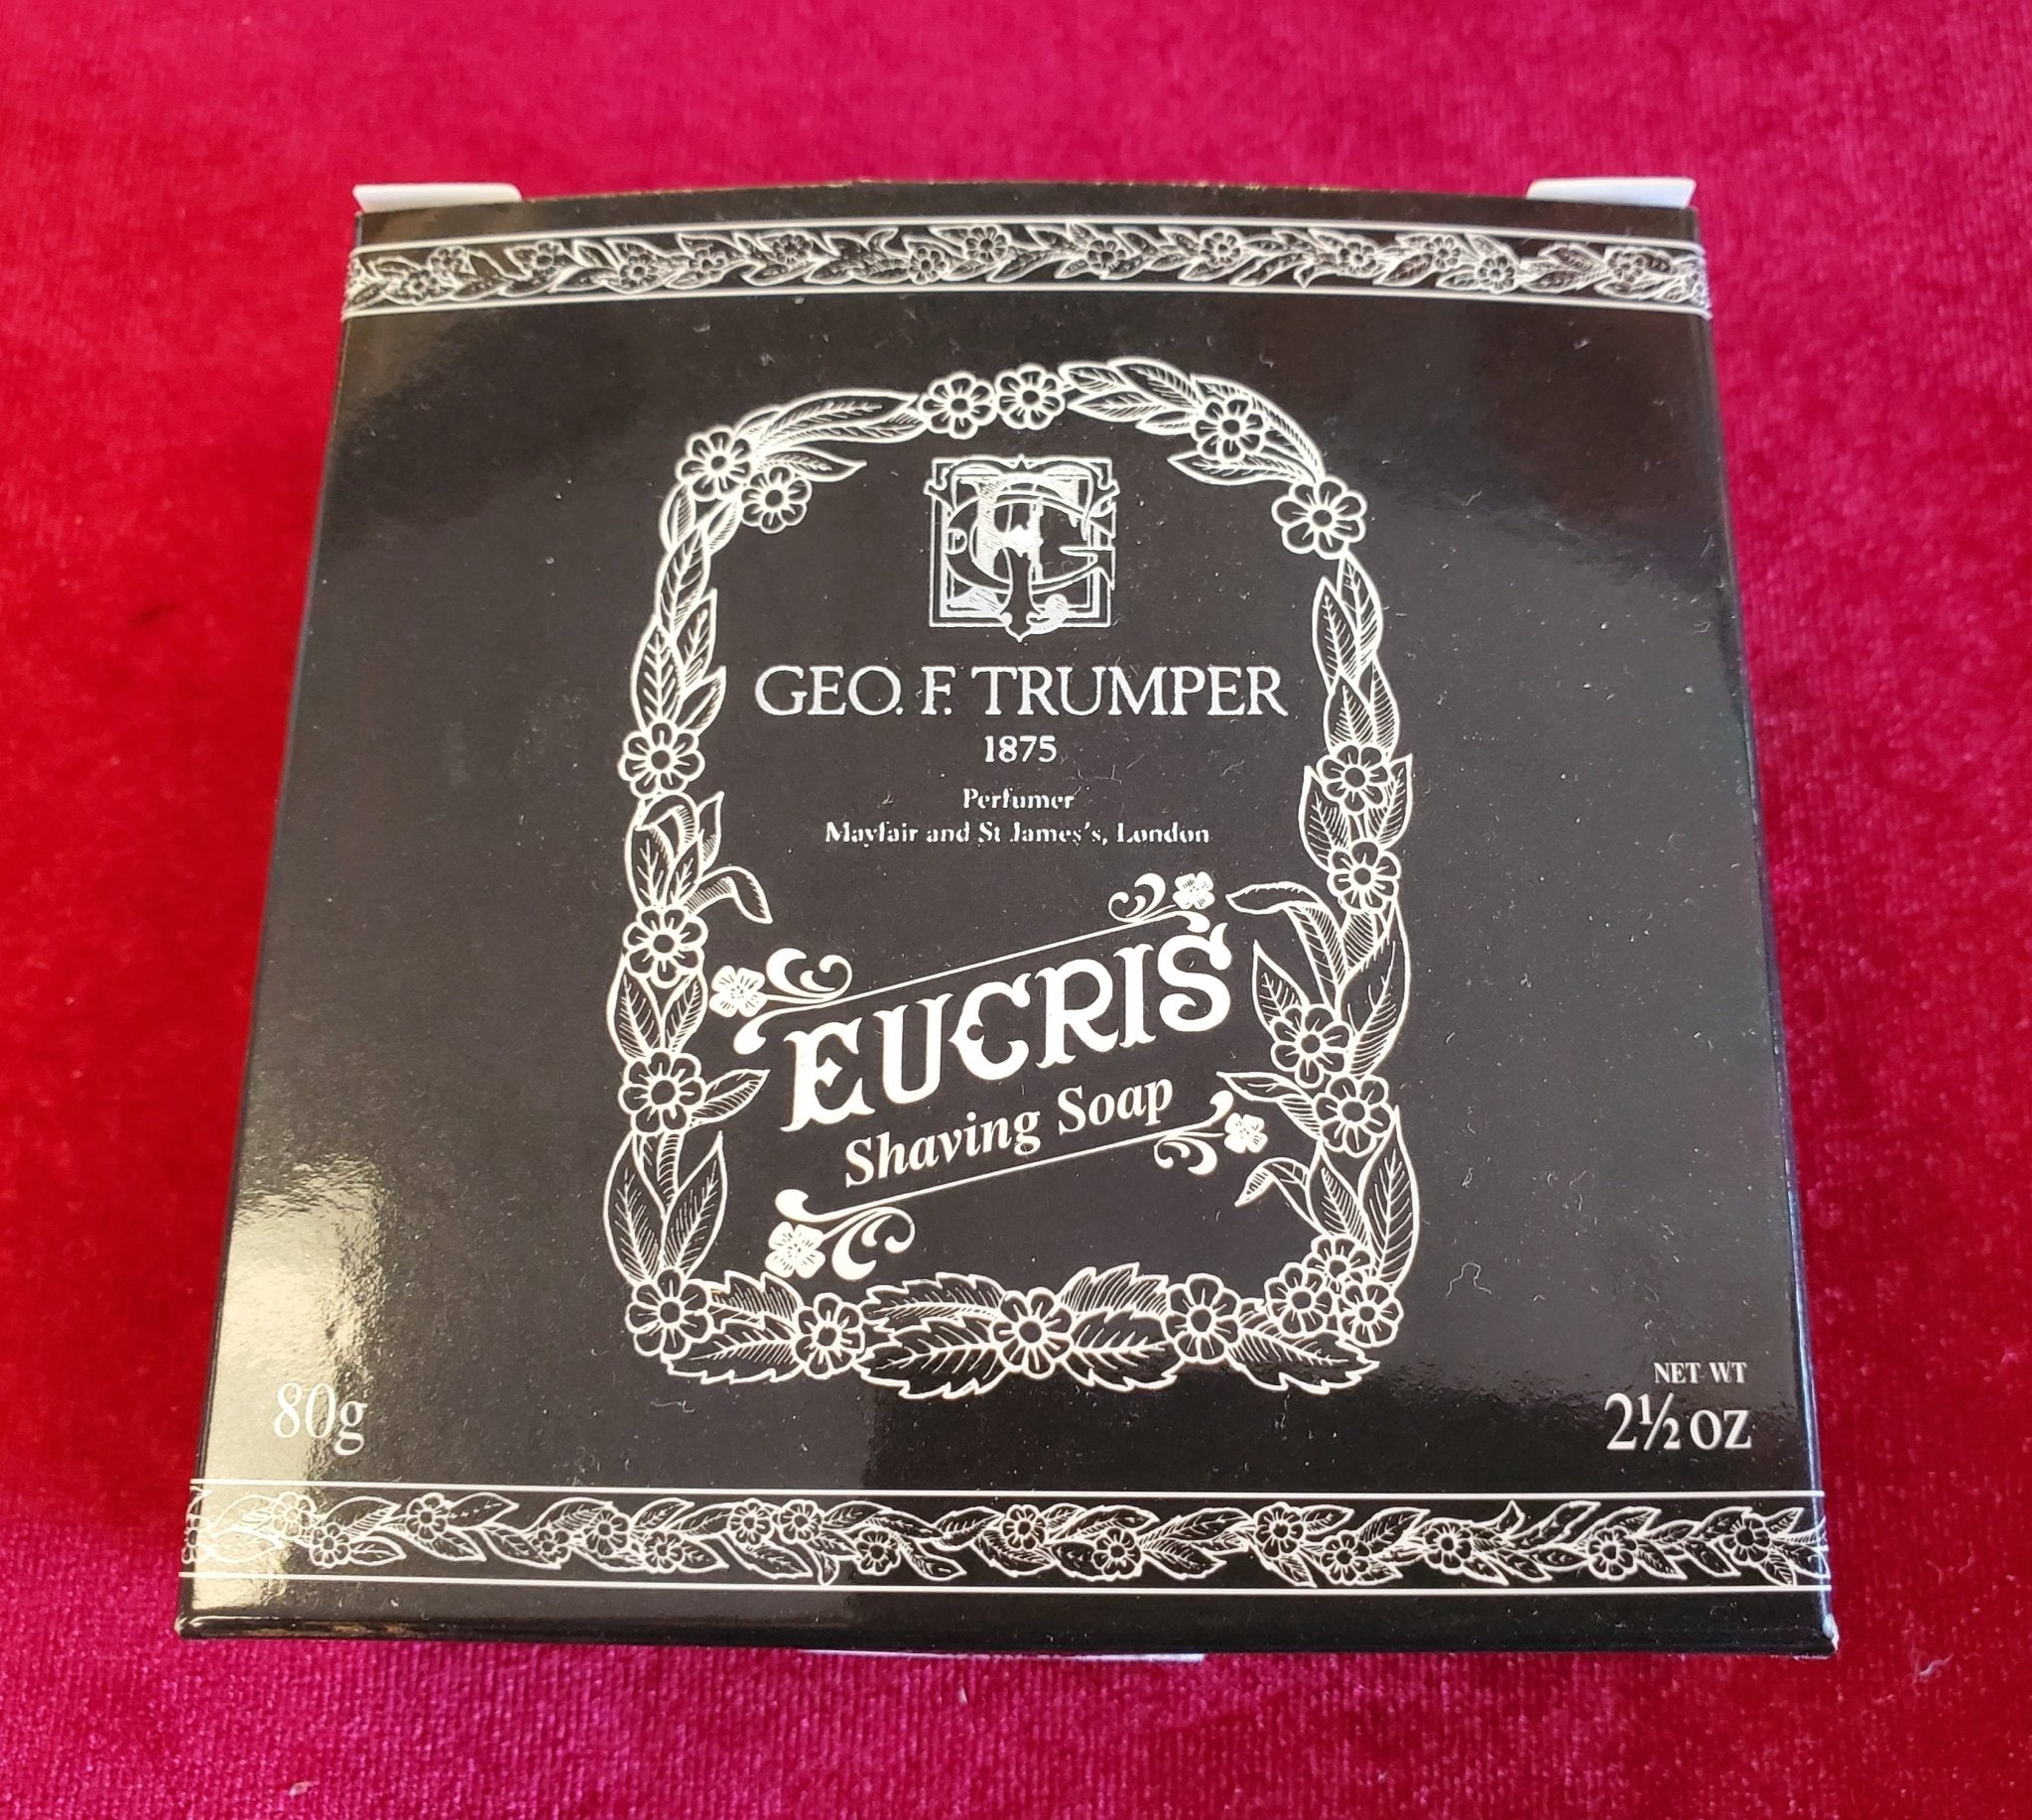 GEO. F. TRUMPER
1875
Perfumer
Mayfair and St James's, London
EUCRIS
Shaving Soap
80g
NET WT
2½ oz